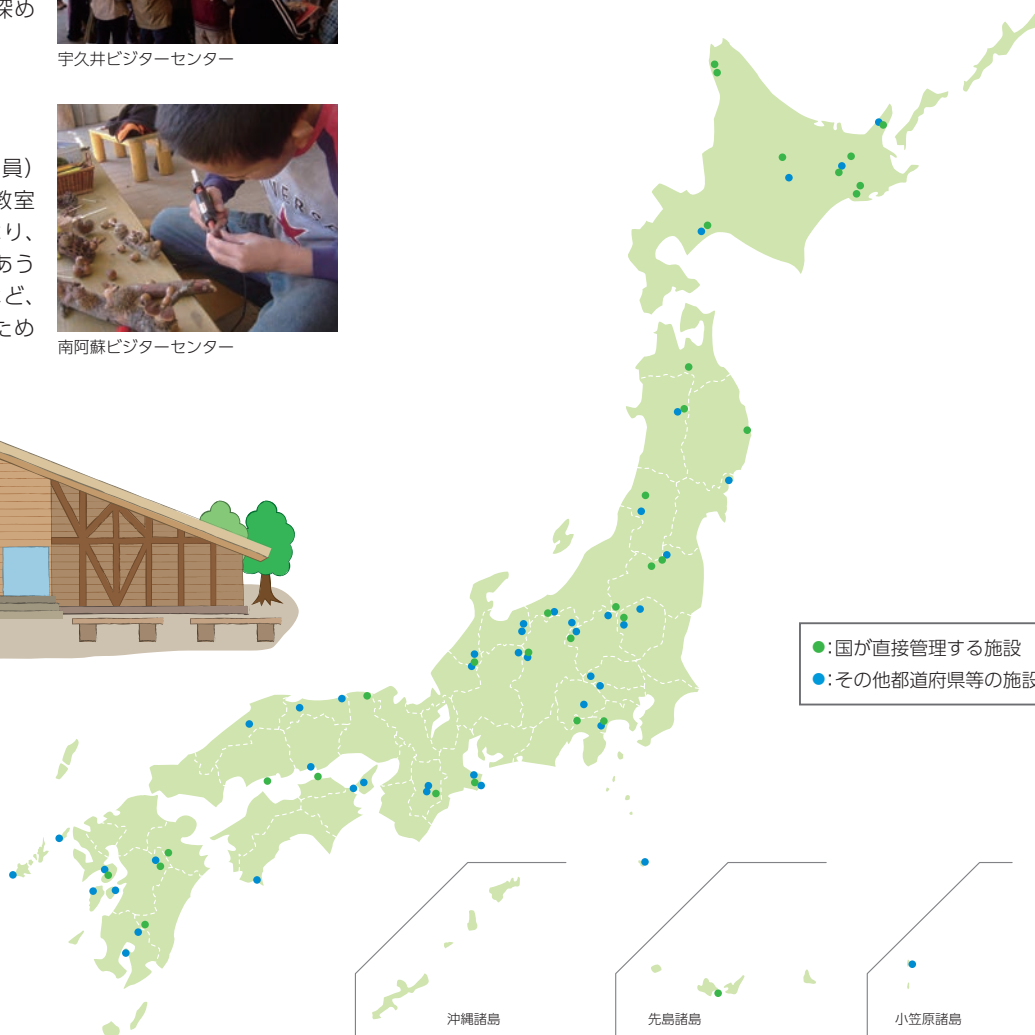 深め
宇久井ビジターセンター
員）
教室
り、
あう
ど、
ため
南阿蘇ビジターセンター
●：国が直接管理する施設
●：その他都道府県等の施設
沖縄諸島
先島諸島
小笠原諸島